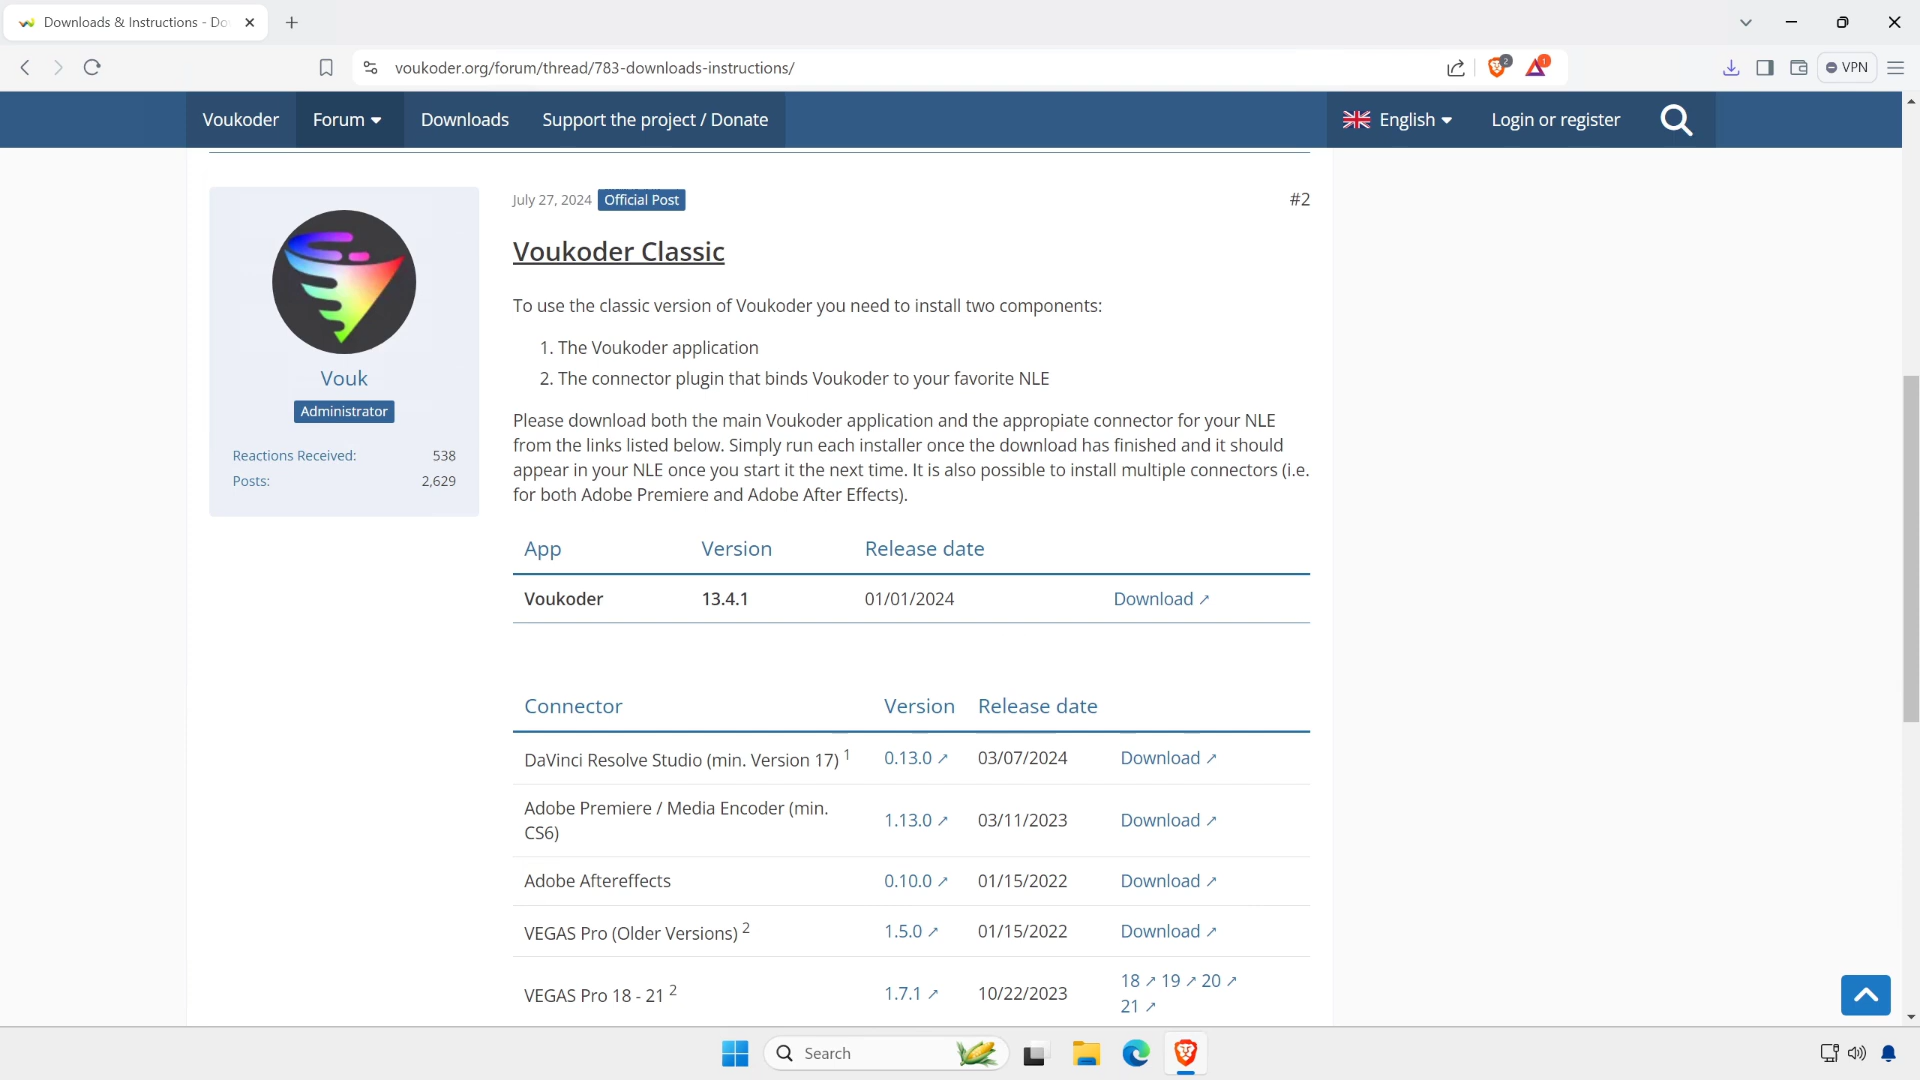 Downloads & Instructions - Do
voukoder.org/forum/thread/783-downloads-instructions/
2
1
VPN
Voukoder
Forum
Downloads
Support the project / Donate
English
Login or register
July 27, 2024
Official Post
#2
Voukoder Classic
To use the classic version of Voukoder you need to install two components:
1. The Voukoder application
2. The connector plugin that binds Voukoder to your favorite NLE
Please download both the main Voukoder application and the appropiate connector for your NLE
from the links listed below. Simply run each installer once the download has finished and it should
appear in your NLE once you start it the next time. It is also possible to install multiple connectors (i.e.
for both Adobe Premiere and Adobe After Effects).
Vouk
Administrator
Reactions Received: 538
Posts: 2,629
App Version Release date
Voukoder 13.4.1 01/01/2024 Download
Connector Version Release date
DaVinci Resolve Studio (min. Version 17) 1 0.13.0 03/07/2024 Download
Adobe Premiere / Media Encoder (min.
CS6) 1.13.0 03/11/2023 Download
Adobe Aftereffects 0.10.0 01/15/2022 Download
VEGAS Pro (Older Versions) 2 1.5.0 01/15/2022 Download
VEGAS Pro 18 - 21 2 1.7.1 10/22/2023 18 19 20
21
Search